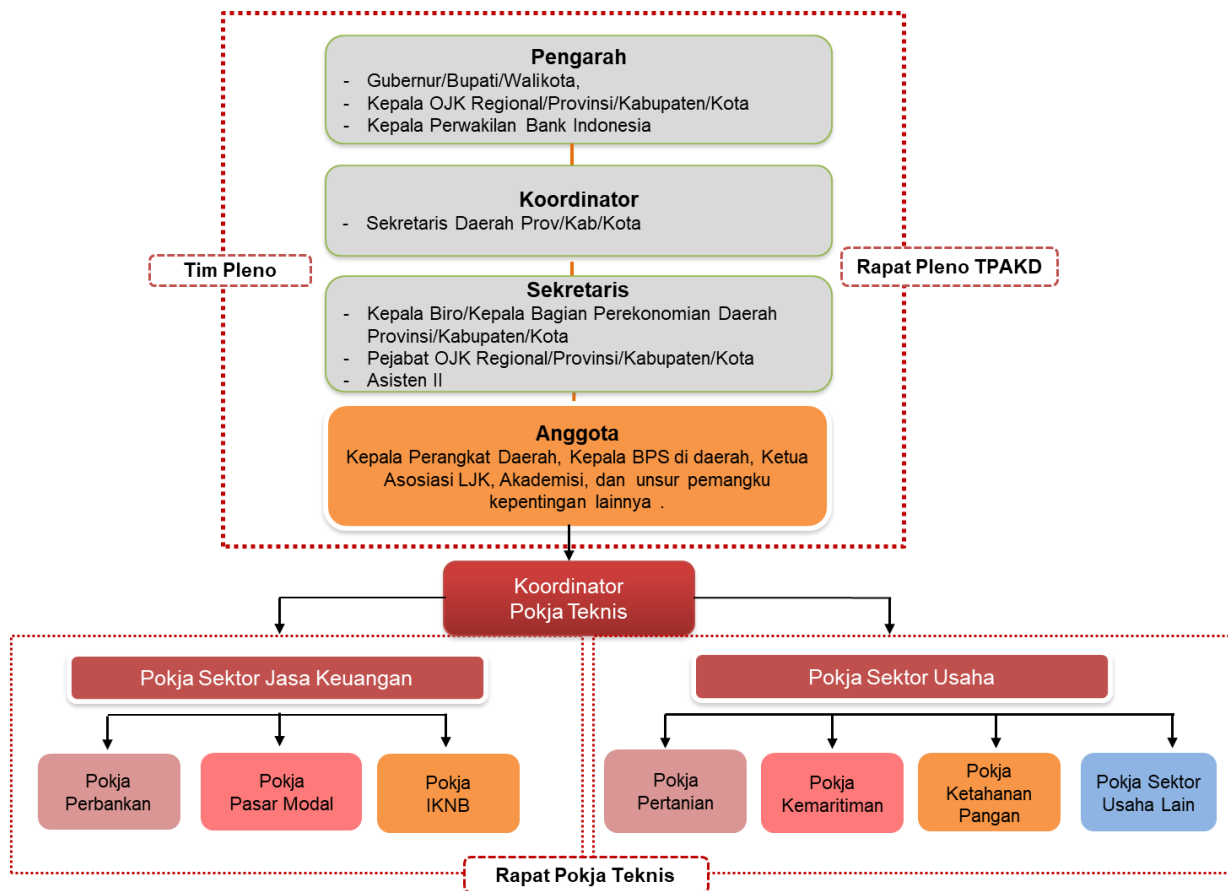 Pengarah
- Gubernur/Bupati/Walikota,
- Kepala OJK Regional/Provinsi/Kabupaten/Kota
- Kepala Perwakilan Bank Indonesia
Koordinator
- Sekretaris Daerah Prov/Kab/Kota
Tim Pleno
Rapat Pleno TPAKD
Sekretaris
- Kepala Biro/Kepala Bagian Perekonomian Daerah
Provinsi/Kabupaten/Kota
- Pejabat OJK Regional/Provinsi/Kabupaten/Kota
- Asisten II
Anggota
Kepala Perangkat Daerah, Kepala BPS di daerah, Ketua
Asosiasi LJK, Akademisi, dan unsur pemangku
kepentingan lainnya .
Koordinator
Pokja Teknis
Pokja Sektor Jasa Keuangan
Pokja
Perbankan
Pokja
Pasar Modal
Pokja
IKNB
Pokja Sektor Usaha
Pokja
Pertanian
Pokja
Kemaritiman
Pokja
Ketahanan
Pangan
Pokja Sektor
Usaha Lain
Rapat Pokja Teknis